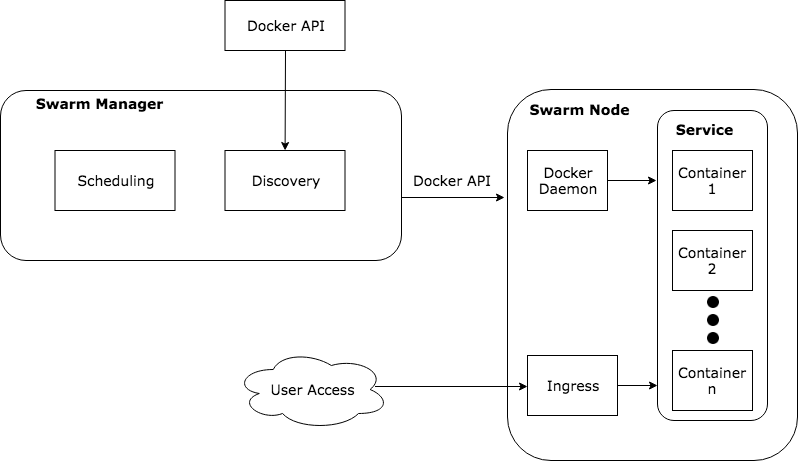 Docker API
Swarm Manager
Scheduling
Discovery
Docker API
Swarm Node
Service
Docker
Daemon
Container
1
Container
2
User Access
Ingress
Container
n